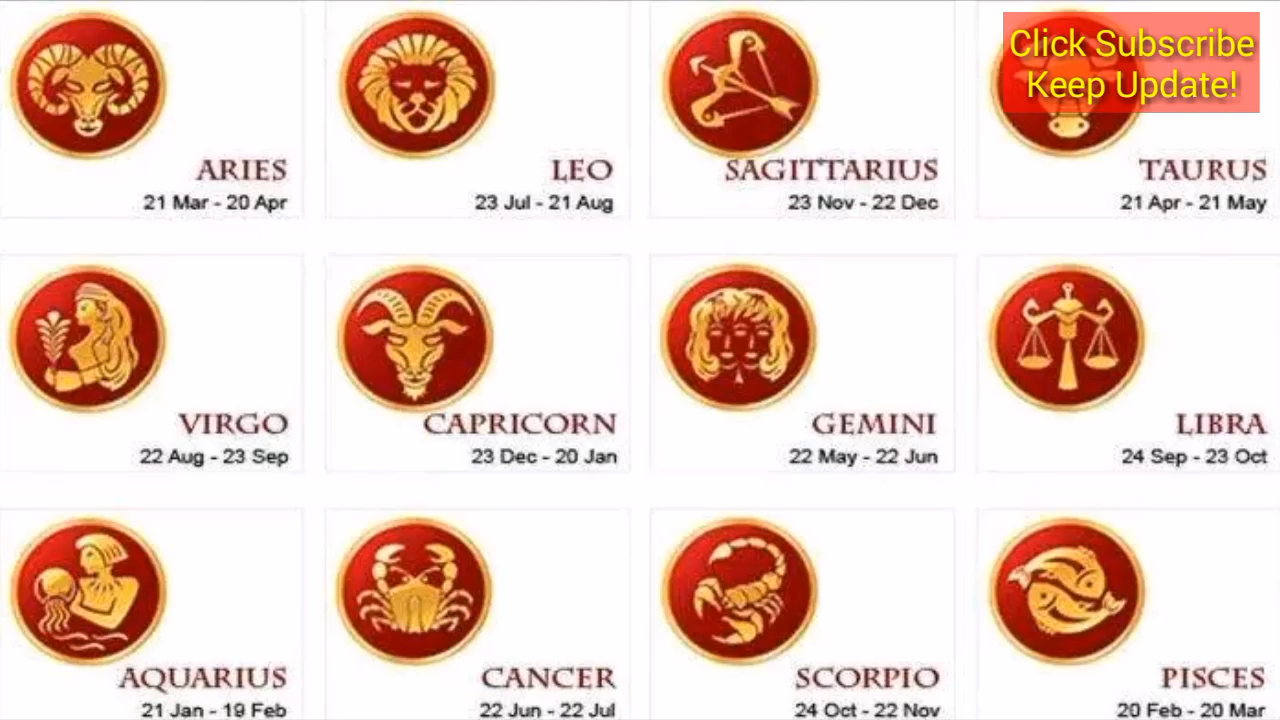 Click Subscribe
Keep Update!
ARIES
21 Mar - 20 Apr
LEO
23 Jul - 21 Aug
SAGITTARIUS
23 Nov - 22 Dec
TAURUS
21 Apr - 21 May
VIRGO
22 Aug - 23 Sep
CAPRICORN
23 Dec - 20 Jan
GEMINI
22 May - 22 Jun
LIBRA
24 Sep - 23 Oct
AQUARIUS
21 Jan - 19 Feb
CANCER
22 Jun - 22 Jul
SCORPIO
24 Oct - 22 Nov
PISCES
20 Feb - 20 Mar